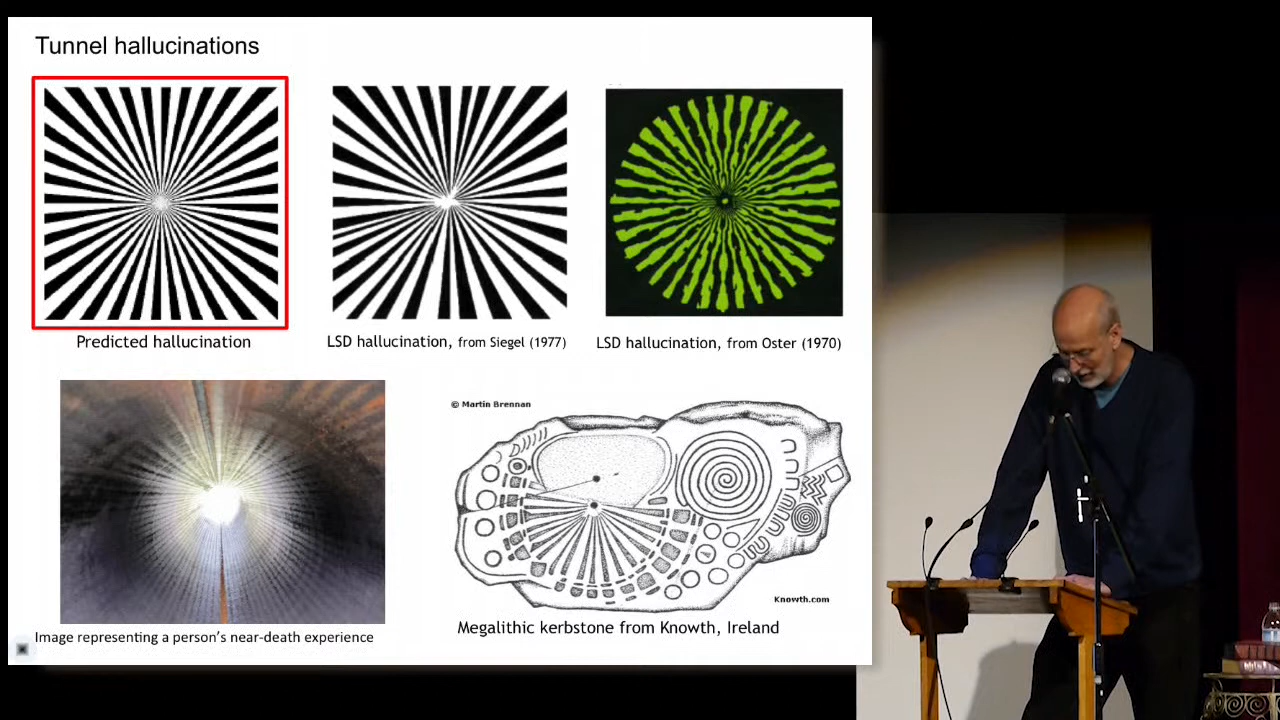 Tunnel hallucinations
Predicted hallucination
LSD hallucination, from Siegel (1977)
LSD hallucination, from Oster (1970)
© Martin Brennan
Knowth.com
Image representing a person's near-death experience
Megalithic kerbstone from Knowth, Ireland